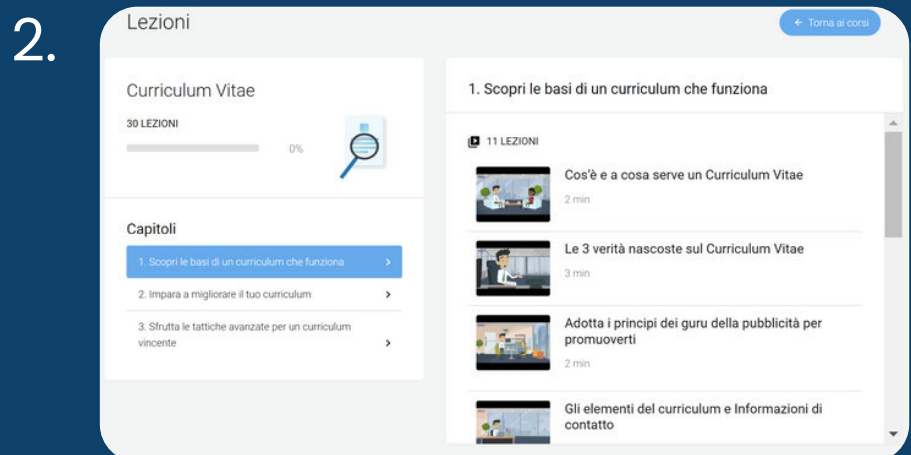 2.
Lezioni
← Torna ai corsi
Curriculum Vitae
30 LEZIONI
0%
Capitoli
1. Scopri le basi di un curriculum che funziona
2. Impara a migliorare il tuo curriculum
3. Sfrutta le tattiche avanzate per un curriculum
vincente
1. Scopri le basi di un curriculum che funziona
11 LEZIONI
Cos'è e a cosa serve un Curriculum Vitae
2 min
Le 3 verità nascoste sul Curriculum Vitae
3 min
Adotta i principi dei guru della pubblicità per
promuoverti
2 min
Gli elementi del curriculum e Informazioni di
contatto